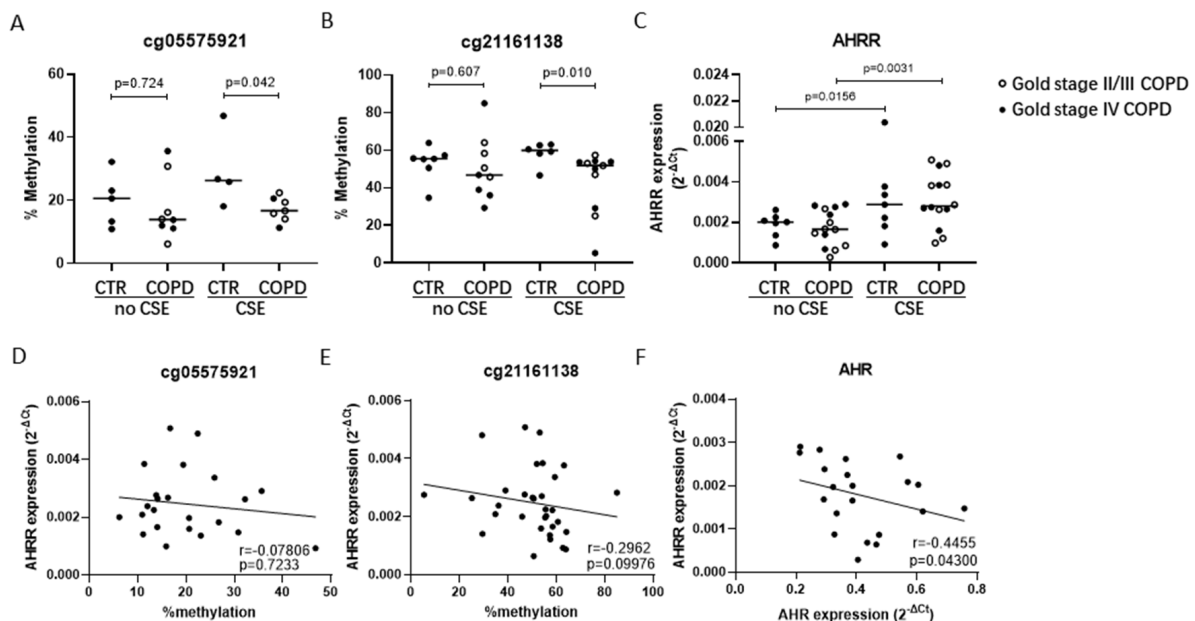 A
cg05575921
p=0.724
p=0.042
% Methylation
60
40
20
0
CTR COPD CTR COPD
no CSE CSE
B
cg21161138
p=0.607
p=0.010
% Methylation
100
80
60
40
20
0
CTR COPD CTR COPD
no CSE CSE
C
AHRR
p=0.0031
p=0.0156
AHRR expression
(2^-ΔCt)
0.024
0.022
0.020
0.006
0.004
0.002
0.000
CTR COPD CTR COPD
no CSE CSE
Gold stage II/III COPD
Gold stage IV COPD
D
cg05575921
AHRR expression (2^-ΔCt)
0.006
0.004
0.002
0.000
r=-0.07806
p=0.7233
0 10 20 30 40 50
%methylation
E
cg21161138
AHRR expression (2^-ΔCt)
0.006
0.004
0.002
0.000
r=-0.2962
p=0.09976
0 20 40 60 80 100
%methylation
F
AHR
AHRR expression (2^-ΔCt)
0.004
0.003
0.002
0.001
0.000
r=-0.4455
p=0.04300
0.0 0.2 0.4 0.6 0.8
AHR expression (2^-ΔCt)